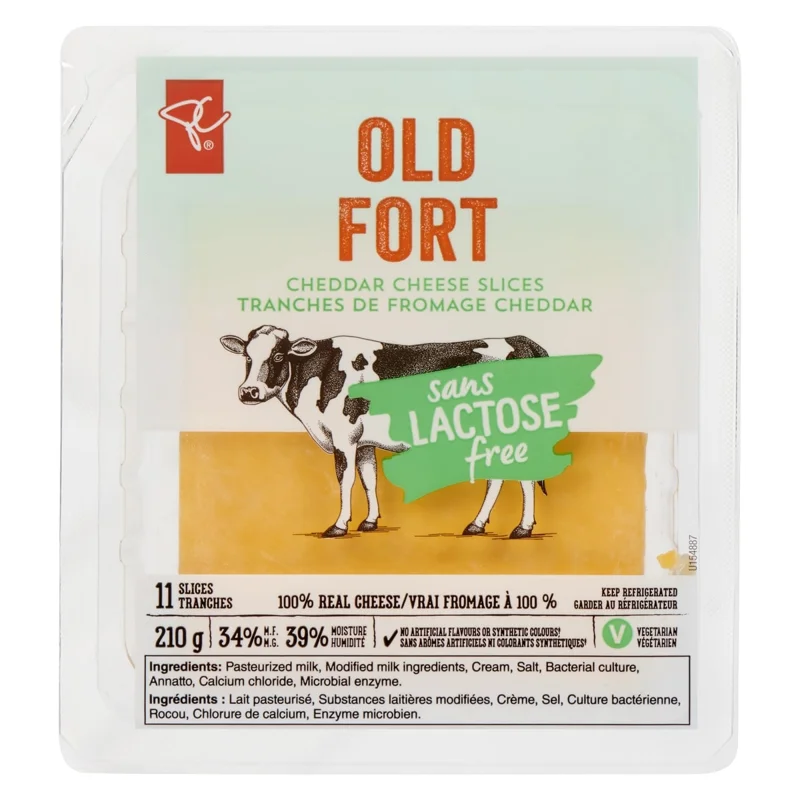 PC®
OLD
FORT
CHEDDAR CHEESE SLICES
TRANCHES DE FROMAGE CHEDDAR
sans
LACTOSE
free
U154887
11 SLICES
TRANCHES
100% REAL CHEESE/VRAI FROMAGE À 100 %
KEEP REFRIGERATED
GARDER AU RÉFRIGÉRATEUR
210 g
34% M.F.
M.G.
39% MOISTURE
HUMIDITÉ
✓NO ARTIFICIAL FLAVOURS OR SYNTHETIC COLOURS†
SANS ARÔMES ARTIFICIELS NI COLORANTS SYNTHÉTIQUES†
V VEGETARIAN
VÉGÉTARIEN
Ingredients: Pasteurized milk, Modified milk ingredients, Cream, Salt, Bacterial culture,
Annatto, Calcium chloride, Microbial enzyme.
Ingrédients : Lait pasteurisé, Substances laitières modifiées, Crème, Sel, Culture bactérienne,
Rocou, Chlorure de calcium, Enzyme microbien.